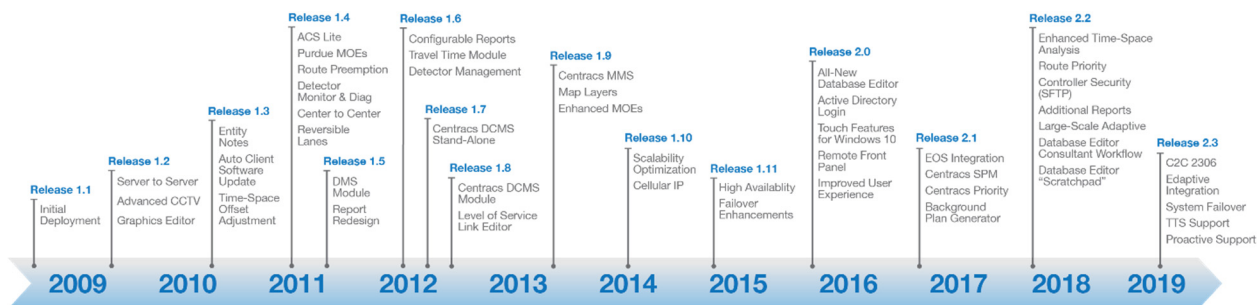 Release 1.1
Initial
Deployment
Release 1.2
Server to Server
Advanced CCTV
Graphics Editor
Release 1.3
Entity
Notes
Auto Client
Software
Update
Time-Space
Offset
Adjustment
Release 1.4
ACS Lite
Purdue MOEs
Route Preemption
Detector
Monitor & Diag
Center to Center
Reversible
Lanes
Release 1.5
DMS
Module
Report
Redesign
Release 1.6
Configurable Reports
Travel Time Module
Detector Management
Release 1.7
Centracs DCMS
Stand-Alone
Release 1.8
Centracs DCMS
Module
Level of Service
Link Editor
Release 1.9
Centracs MMS
Map Layers
Enhanced MOEs
Release 1.10
Scalability
Optimization
Cellular IP
Release 1.11
High Availablity
Failover
Enhancements
Release 2.0
All-New
Database Editor
Active Directory
Login
Touch Features
for Windows 10
Remote Front
Panel
Improved User
Experience
Release 2.1
EOS Integration
Centracs SPM
Centracs Priority
Background
Plan Generator
Release 2.2
Enhanced Time-Space
Analysis
Route Priority
Controller Security
(SFTP)
Additional Reports
Large-Scale Adaptive
Database Editor
Consultant Workflow
Database Editor
“Scratchpad”
Release 2.3
C2C 2306
Edaptive
Integration
System Failover
TTS Support
Proactive Support
2009 2010 2011 2012 2013 2014 2015 2016 2017 2018 2019